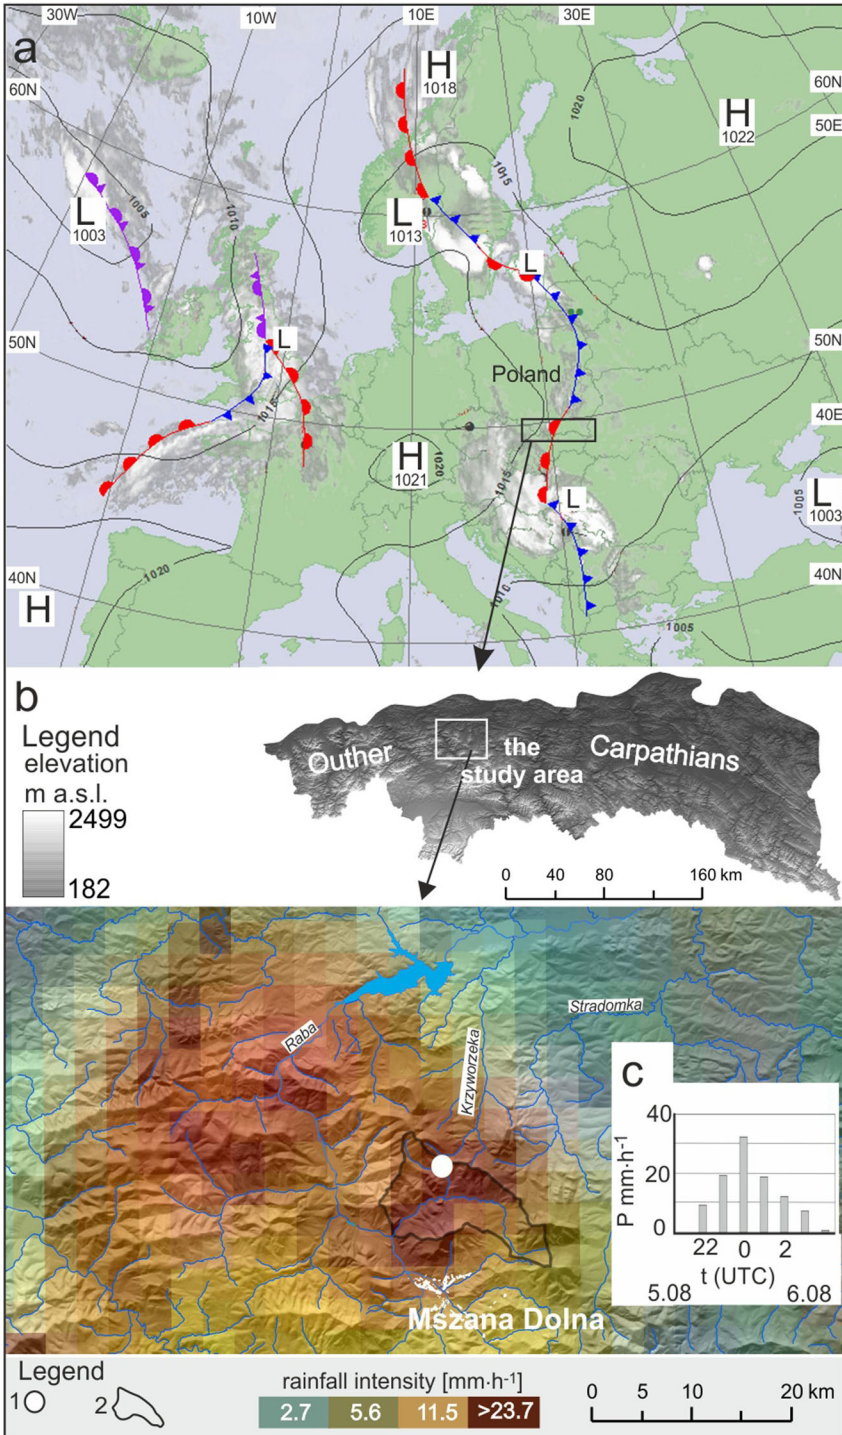 30W
10W
10E
30E
a
60N
H
1018
1020
H
1022
60N
50E
L
1003
1005
1010
L
1013
1015
L
50N
L
1015
Poland
50N
40E
H
1021
1020
1015
L
L
1003
1005
40N
1020
H
1010
1005
40N
b
Legend
elevation
m a.s.l.
2499
182
Outher
the
study area
Carpathians
0 40 80 160 km
Raba
Krzyworzeka
Stradomka
c
P mm·h-1
40
20
0
22 0 2
t (UTC)
5.08 6.08
Mszana Dolna
Legend
1
2
rainfall intensity [mm·h-1]
2.7 5.6 11.5 >23.7
0 5 10 20 km